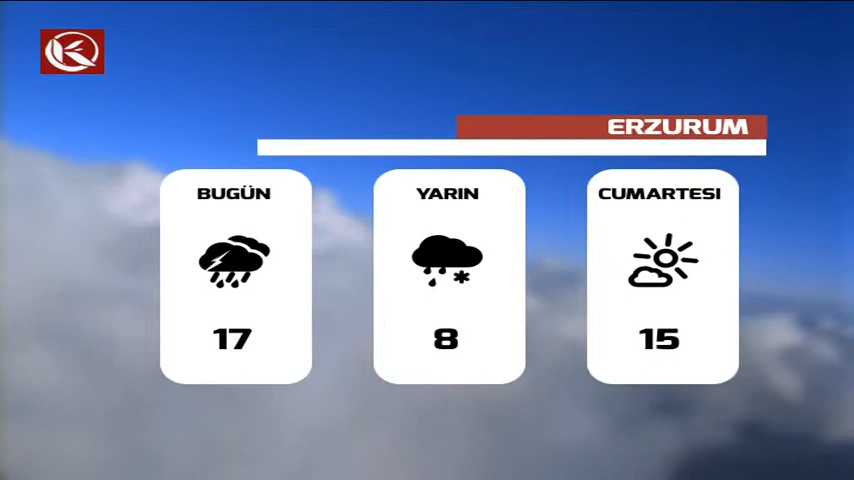 ERZURUM
BUGÜN
YARIN
CUMARTESI
17
8
15